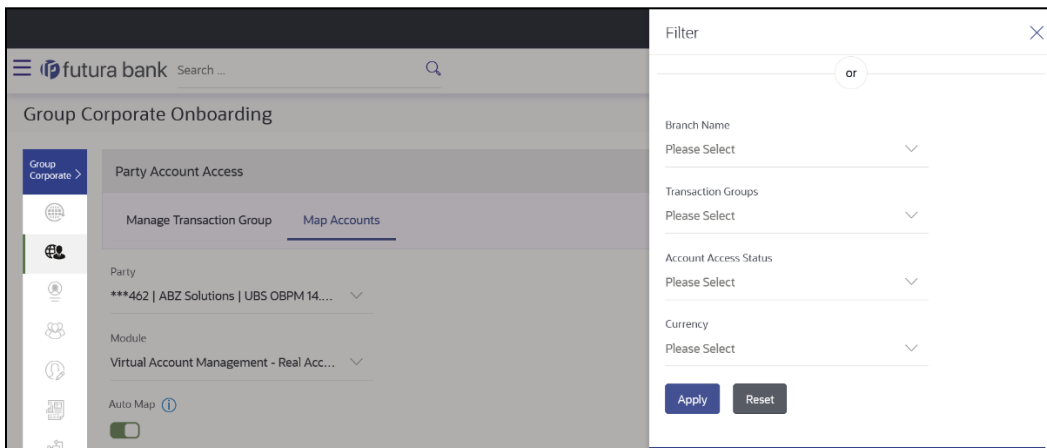 futura bank Search ...
Group Corporate Onboarding
Group
Corporate >
Party Account Access
Manage Transaction Group Map Accounts
Party
***462 | ABZ Solutions | UBS OBPM 14....
Module
Virtual Account Management - Real Acc...
Auto Map
Filter
or
Branch Name
Please Select
Transaction Groups
Please Select
Account Access Status
Please Select
Currency
Please Select
Apply Reset